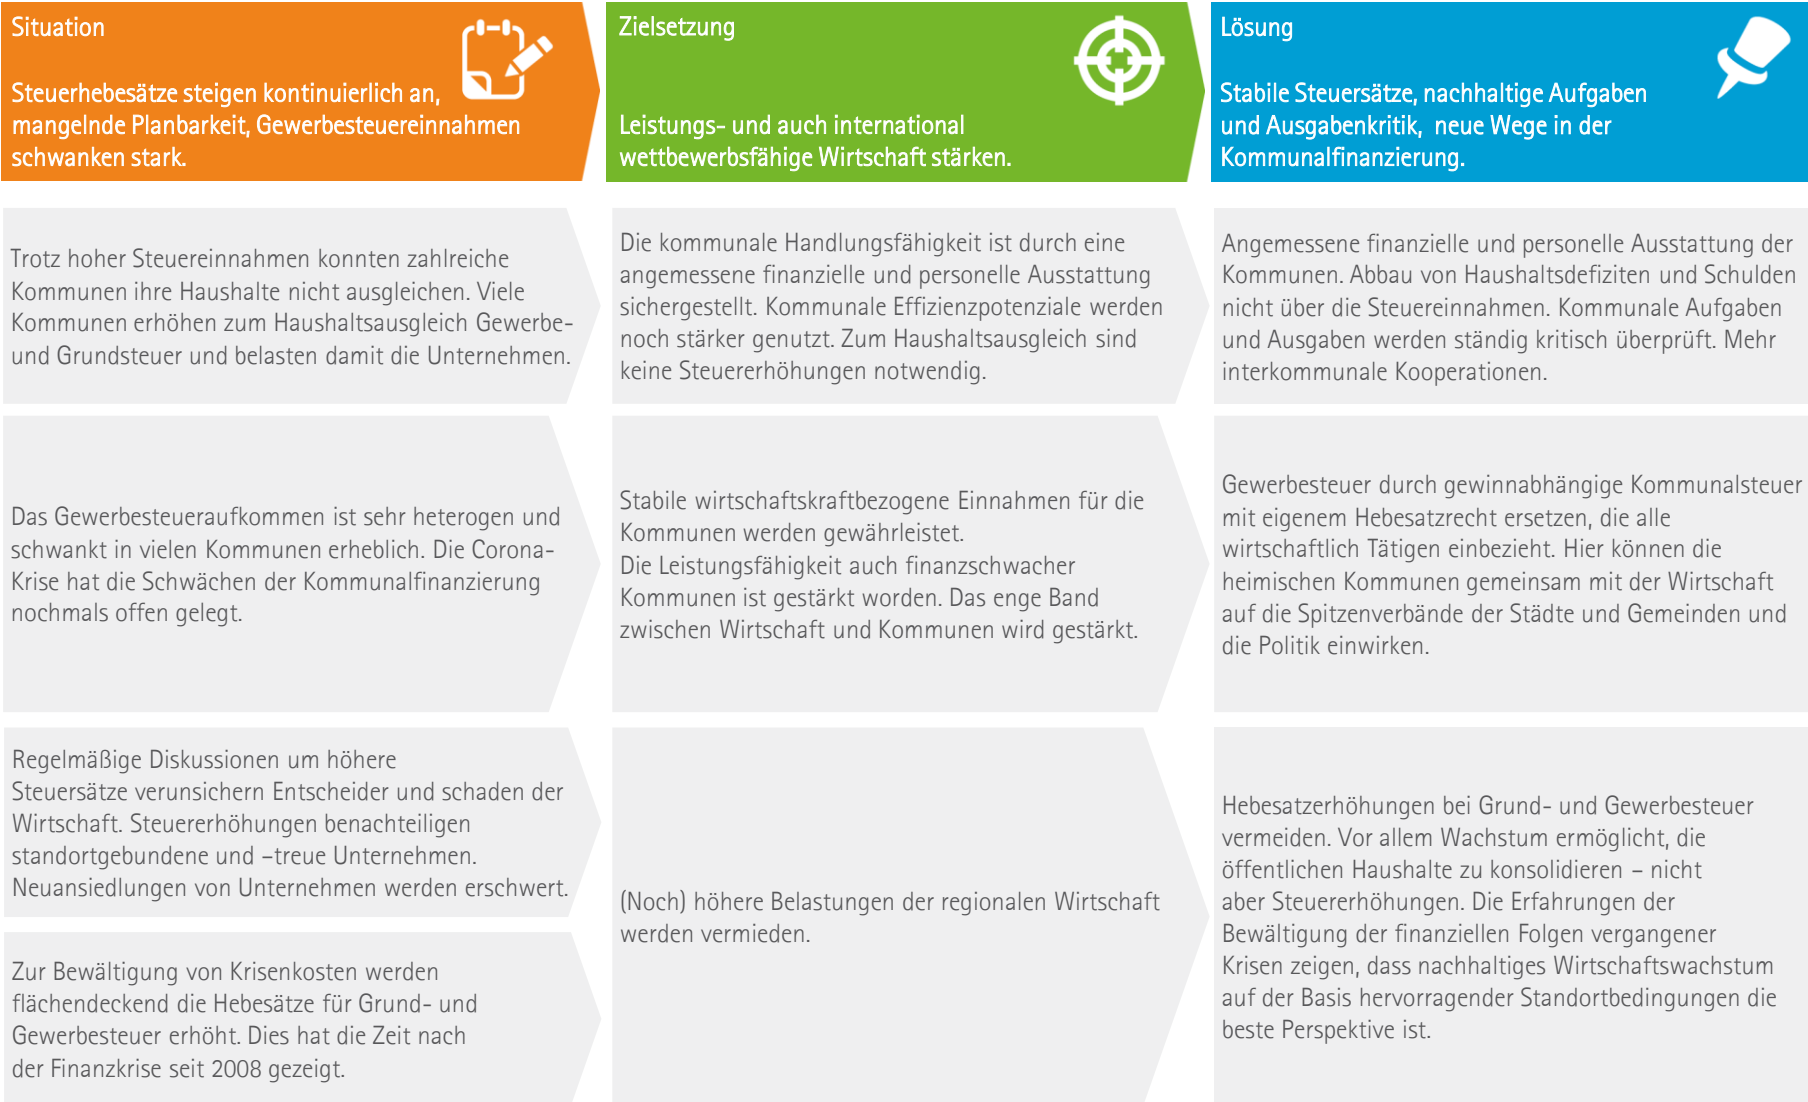 Situation
Steuerhebesätze steigen kontinuierlich an,
mangelnde Planbarkeit, Gewerbesteuereinnahmen
schwanken stark.
Zielsetzung
Leistungs- und auch international
wettbewerbsfähige Wirtschaft stärken.
Lösung
Stabile Steuersätze, nachhaltige Aufgaben
und Ausgabenkritik, neue Wege in der
Kommunalfinanzierung.
Trotz hoher Steuereinnahmen konnten zahlreiche
Kommunen ihre Haushalte nicht ausgleichen. Viele
Kommunen erhöhen zum Haushaltsausgleich Gewerbe-
und Grundsteuer und belasten damit die Unternehmen.
Die kommunale Handlungsfähigkeit ist durch eine
angemessene finanzielle und personelle Ausstattung
sichergestellt. Kommunale Effizienzpotenziale werden
noch stärker genutzt. Zum Haushaltsausgleich sind
keine Steuererhöhungen notwendig.
Angemessene finanzielle und personelle Ausstattung der
Kommunen. Abbau von Haushaltsdefiziten und Schulden
nicht über die Steuereinnahmen. Kommunale Aufgaben
und Ausgaben werden ständig kritisch überprüft. Mehr
interkommunale Kooperationen.
Das Gewerbesteueraufkommen ist sehr heterogen und
schwankt in vielen Kommunen erheblich. Die Corona-
Krise hat die Schwächen der Kommunalfinanzierung
nochmals offen gelegt.
Stabile wirtschaftskraftbezogene Einnahmen für die
Kommunen werden gewährleistet.
Die Leistungsfähigkeit auch finanzschwacher
Kommunen ist gestärkt worden. Das enge Band
zwischen Wirtschaft und Kommunen wird gestärkt.
Gewerbesteuer durch gewinnabhängige Kommunalsteuer
mit eigenem Hebesatzrecht ersetzen, die alle
wirtschaftlich Tätigen einbezieht. Hier können die
heimischen Kommunen gemeinsam mit der Wirtschaft
auf die Spitzenverbände der Städte und Gemeinden und
die Politik einwirken.
Regelmäßige Diskussionen um höhere
Steuersätze verunsichern Entscheider und schaden der
Wirtschaft. Steuererhöhungen benachteiligen
standortgebundene und –treue Unternehmen.
Neuansiedlungen von Unternehmen werden erschwert.
Zur Bewältigung von Krisenkosten werden
flächendeckend die Hebesätze für Grund- und
Gewerbesteuer erhöht. Dies hat die Zeit nach
der Finanzkrise seit 2008 gezeigt.
(Noch) höhere Belastungen der regionalen Wirtschaft
werden vermieden.
Hebesatzerhöhungen bei Grund- und Gewerbesteuer
vermeiden. Vor allem Wachstum ermöglicht, die
öffentlichen Haushalte zu konsolidieren – nicht
aber Steuererhöhungen. Die Erfahrungen der
Bewältigung der finanziellen Folgen vergangener
Krisen zeigen, dass nachhaltiges Wirtschaftswachstum
auf der Basis hervorragender Standortbedingungen die
beste Perspektive ist.